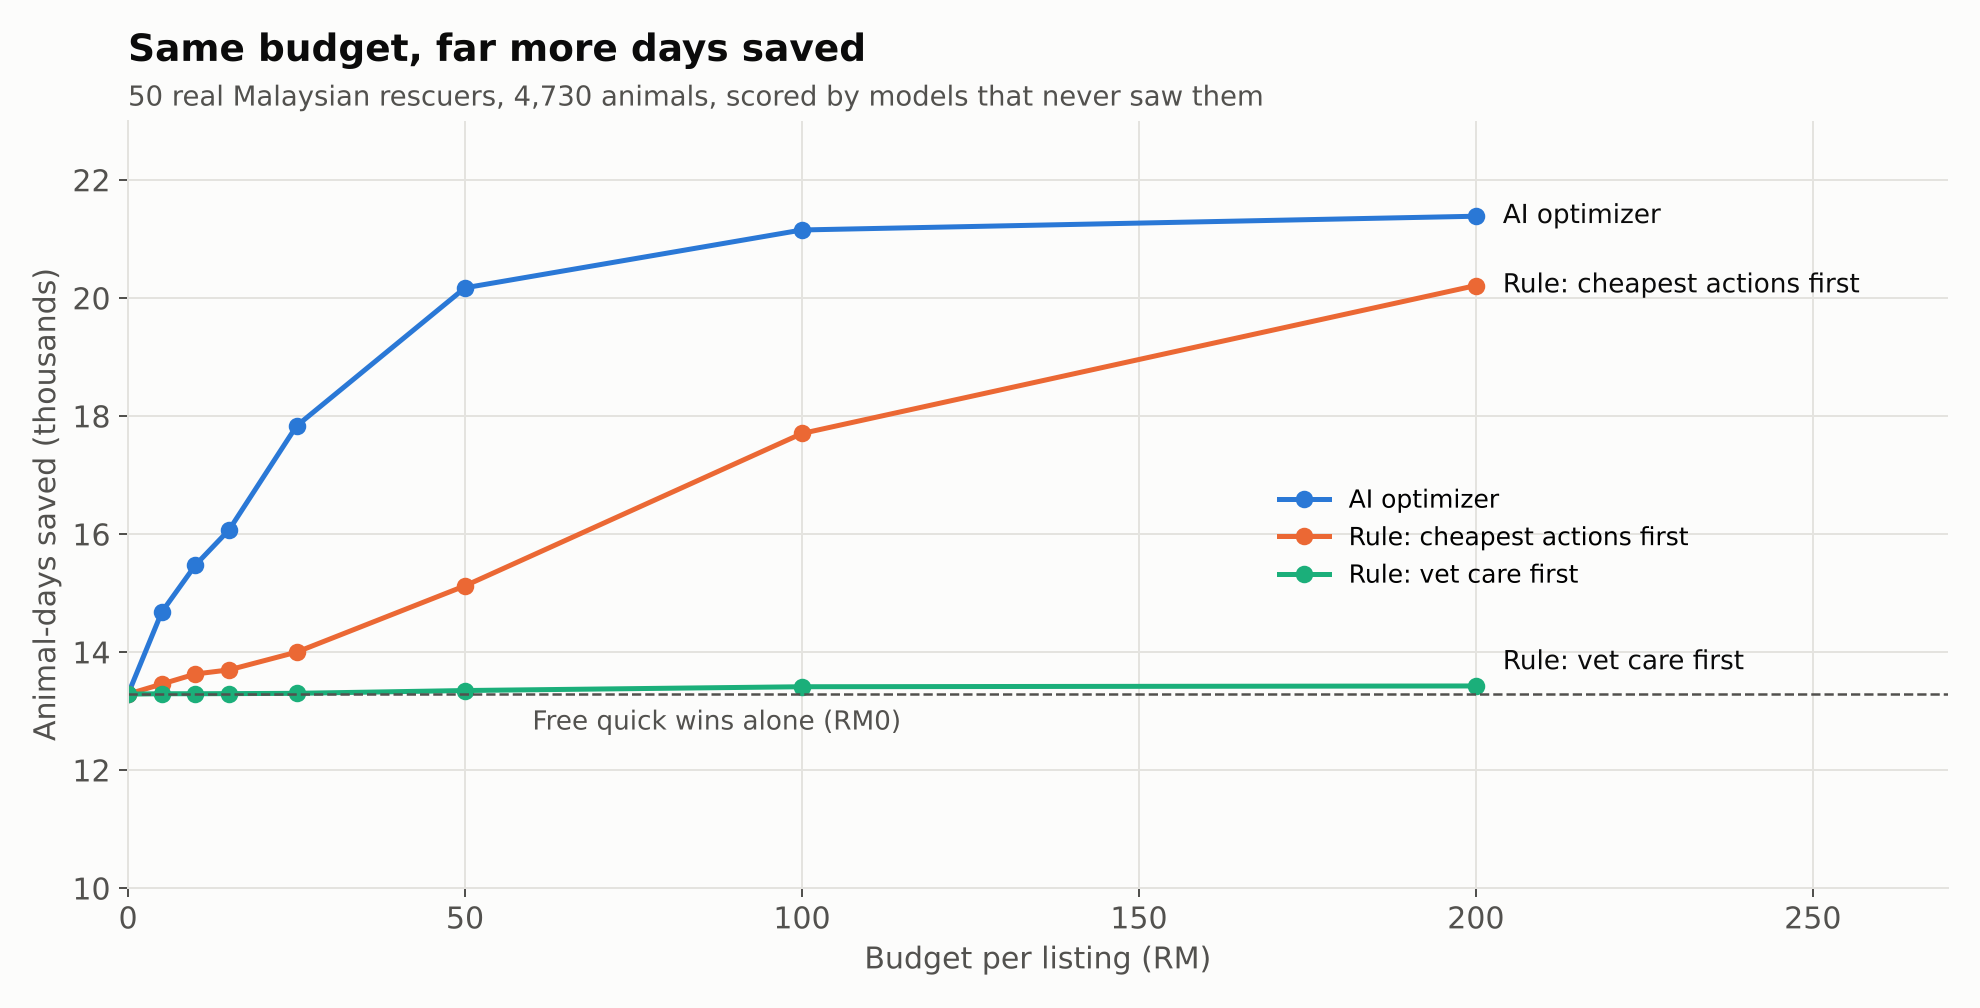 Same budget, far more days saved
50 real Malaysian rescuers, 4,730 animals, scored by models that never saw them
Animal-days saved (thousands)
22
20
18
16
14
12
10
AI optimizer
Rule: cheapest actions first
AI optimizer
Rule: cheapest actions first
Rule: vet care first
Rule: vet care first
Free quick wins alone (RM0)
0
50
100
150
200
250
Budget per listing (RM)